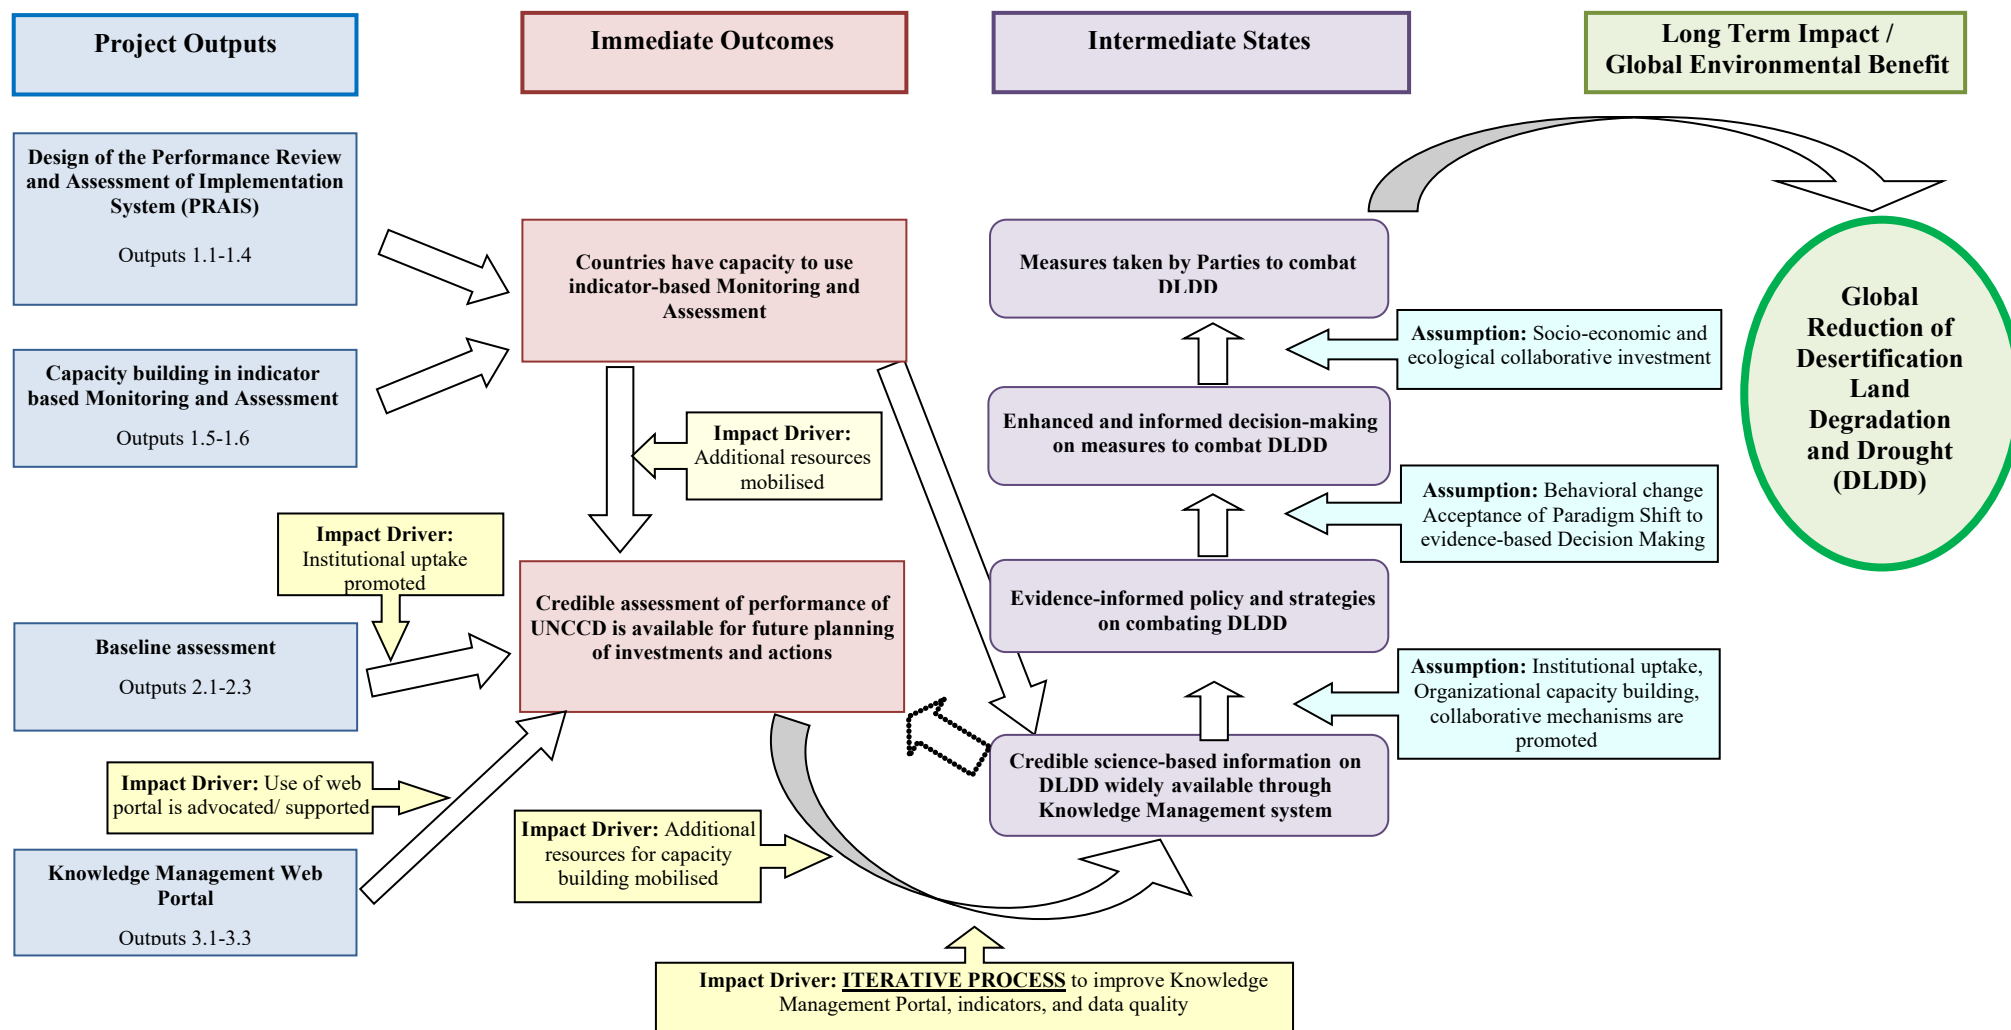 Project Outputs
Immediate Outcomes
Intermediate States
Long Term Impact /
Global Environmental Benefit
Design of the Performance Review
and Assessment of Implementation
System (PRAIS)
Outputs 1.1-1.4
Capacity building in indicator
based Monitoring and Assessment
Outputs 1.5-1.6
Impact Driver:
Institutional uptake
promoted
Baseline assessment
Outputs 2.1-2.3
Impact Driver: Use of web
portal is advocated/ supported
Knowledge Management Web
Portal
Outputs 3.1-3.3
Countries have capacity to use
indicator-based Monitoring and
Assessment
Impact Driver:
Additional resources
mobilised
Credible assessment of performance of
UNCCD is available for future planning
of investments and actions
Impact Driver: Additional
resources for capacity
building mobilised
Impact Driver: ITERATIVE PROCESS to improve Knowledge
Management Portal, indicators, and data quality
Measures taken by Parties to combat
DLDD
Assumption: Socio-economic and
ecological collaborative investment
Enhanced and informed decision-making
on measures to combat DLDD
Assumption: Behavioral change
Acceptance of Paradigm Shift to
evidence-based Decision Making
Evidence-informed policy and strategies
on combating DLDD
Assumption: Institutional uptake,
Organizational capacity building,
collaborative mechanisms are
promoted
Credible science-based information on
DLDD widely available through
Knowledge Management system
Global
Reduction of
Desertification
Land
Degradation
and Drought
(DLDD)